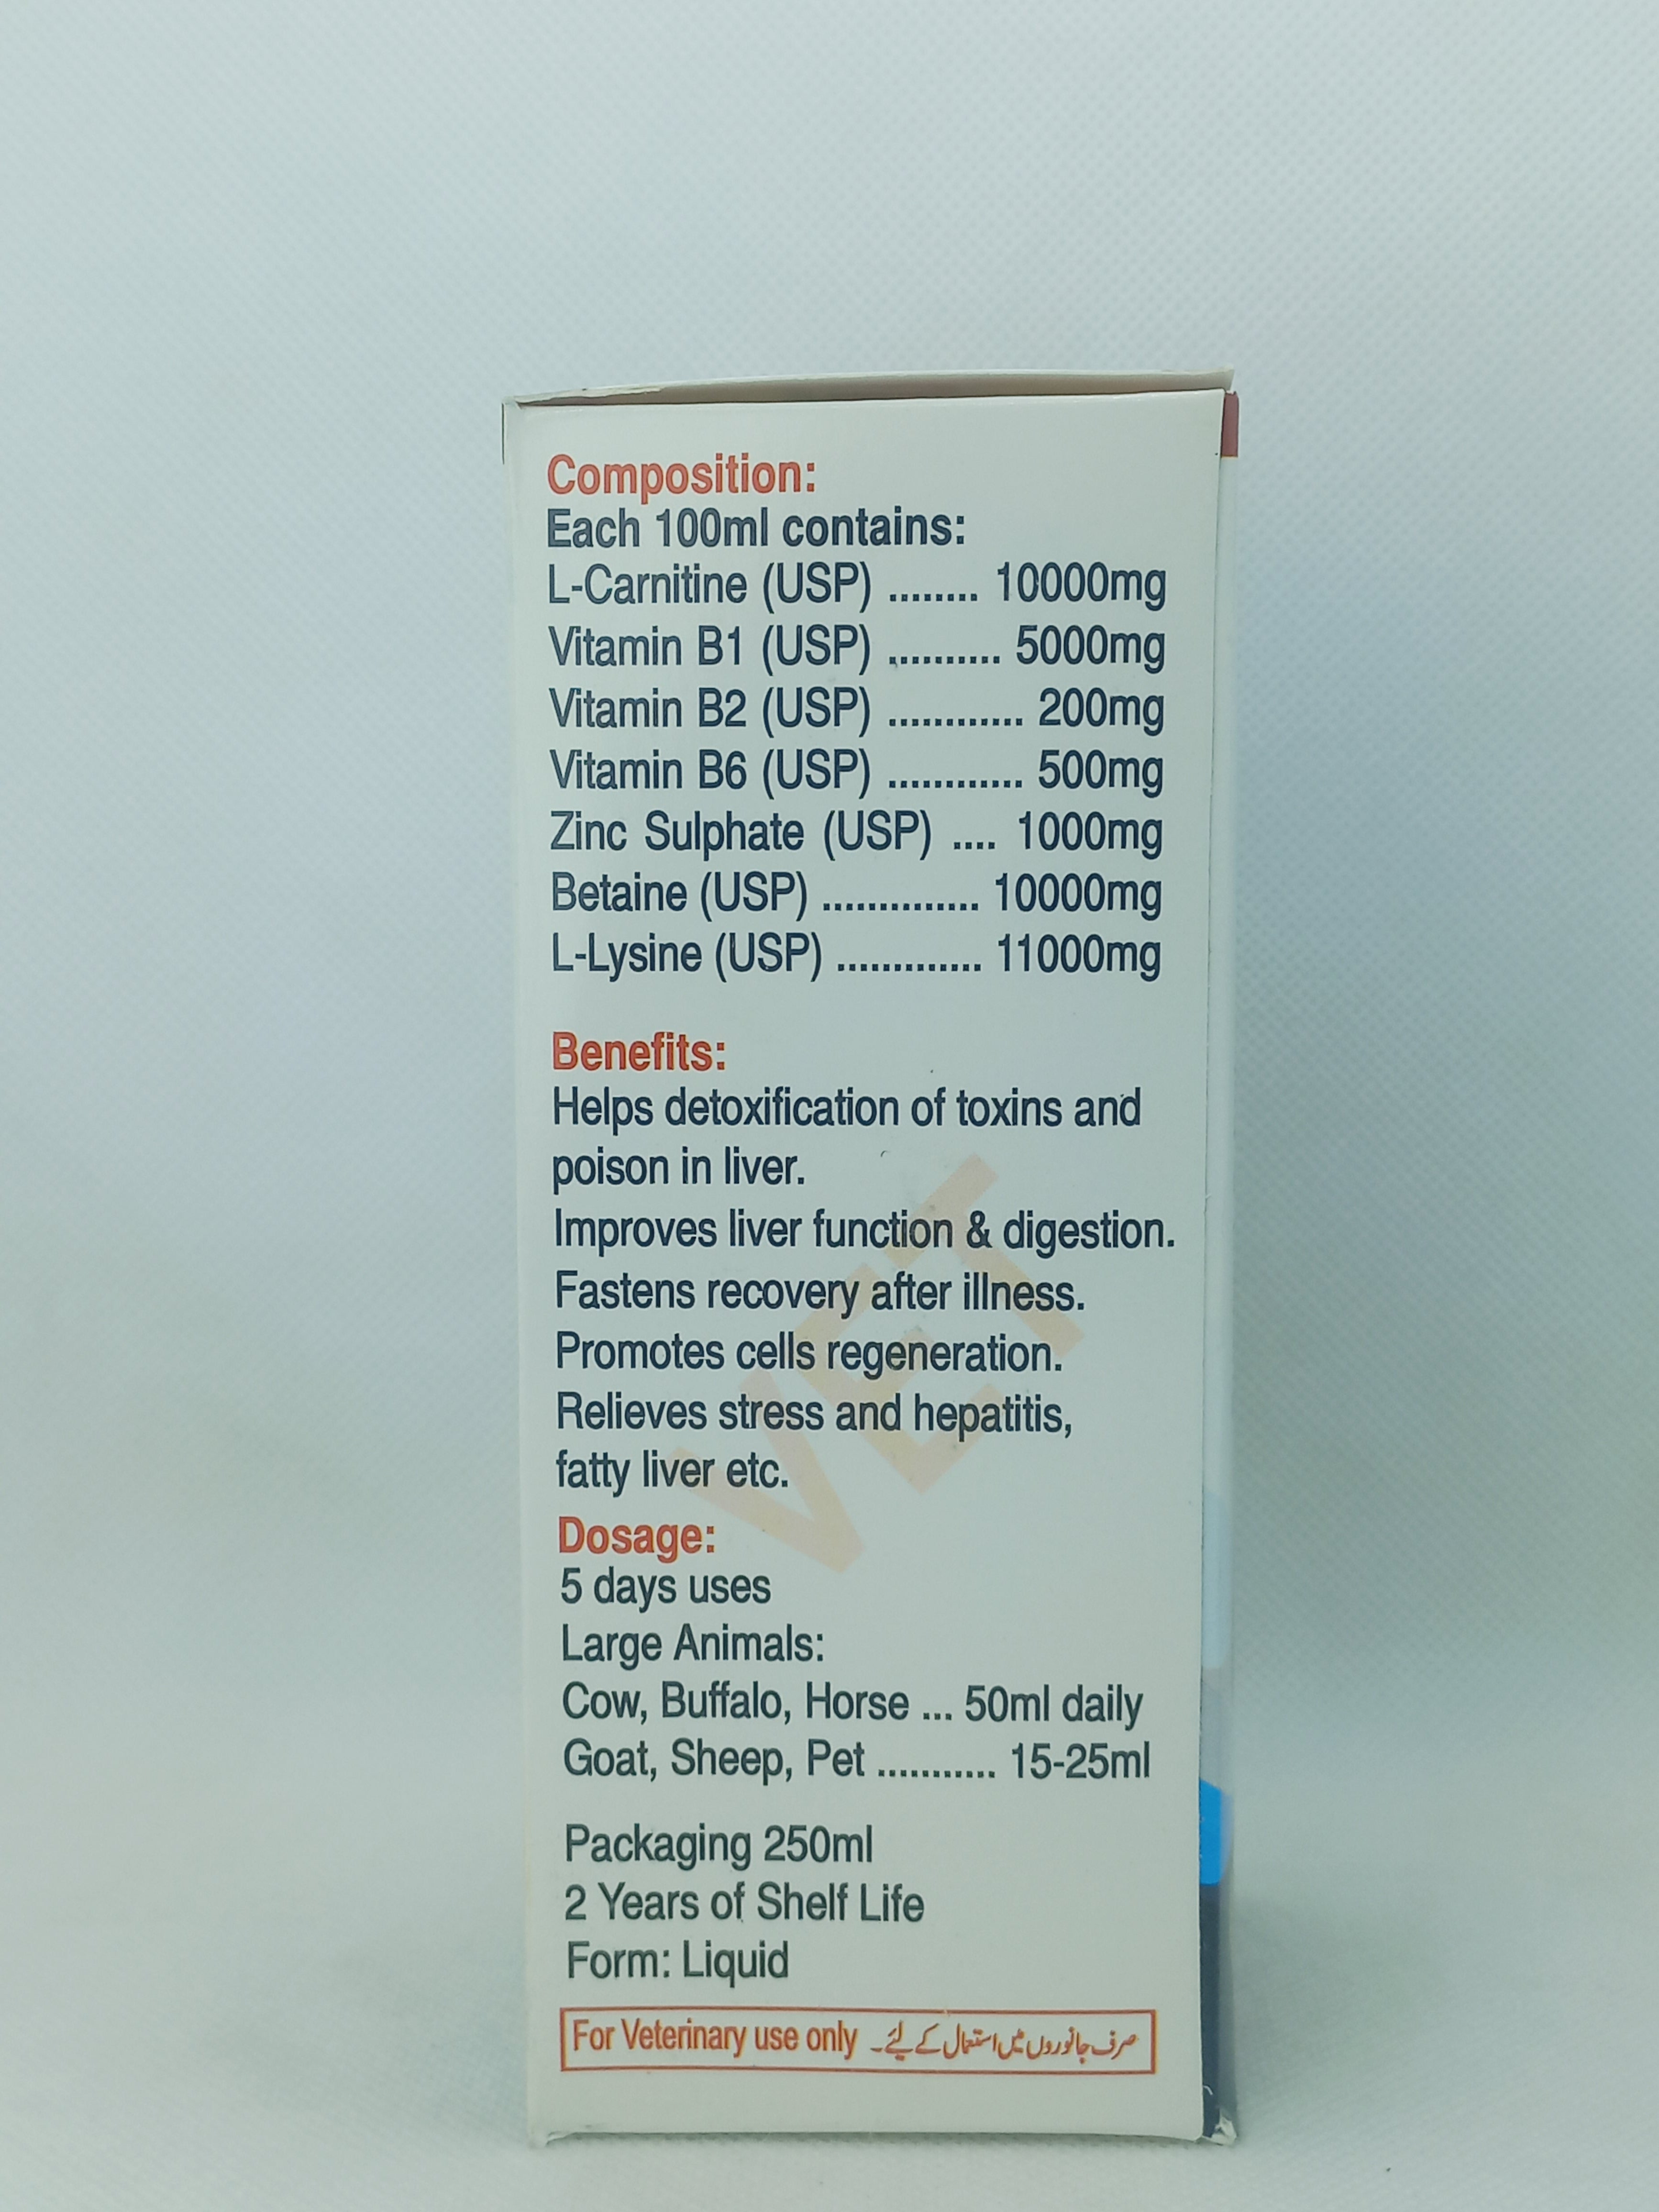 Composition:
Each 100ml contains:
L-Carnitine (USP) ........ 10000mg
Vitamin B1 (USP) .......... 5000mg
Vitamin B2 (USP) ............ 200mg
Vitamin B6 (USP) ............ 500mg
Zinc Sulphate (USP) .... 1000mg
Betaine (USP) .............. 10000mg
L-Lysine (USP) ............. 11000mg
Benefits:
Helps detoxification of toxins and
poison in liver.
Improves liver function & digestion.
Fastens recovery after illness.
Promotes cells regeneration.
Relieves stress and hepatitis,
fatty liver etc.
VET
Dosage:
5 days uses
Large Animals:
Cow, Buffalo, Horse ... 50ml daily
Goat, Sheep, Pet ........... 15-25ml
Packaging 250ml
2 Years of Shelf Life
Form: Liquid
For Veterinary use only صرف جانوروں میں استعمال کے لئے۔